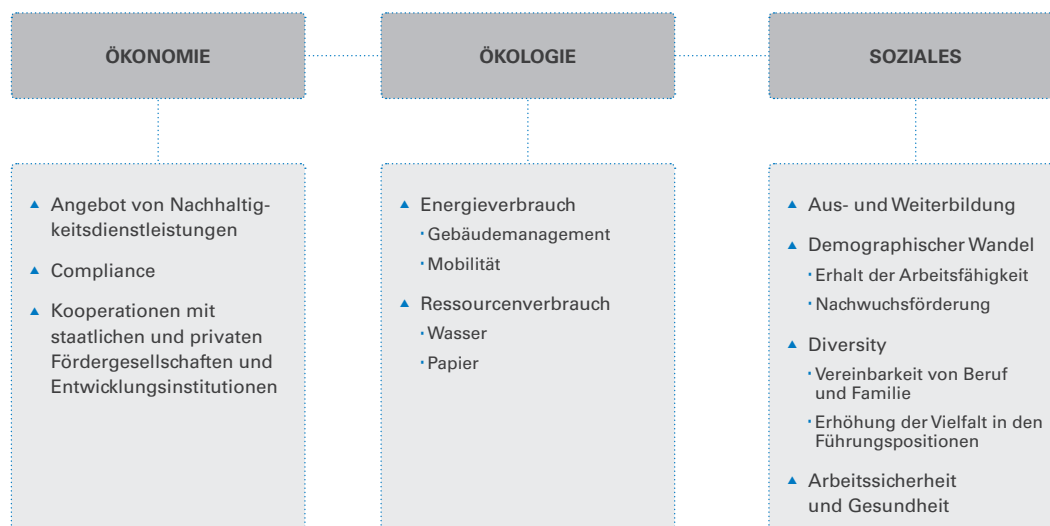 ÖKONOMIE
▲ Angebot von Nachhaltig-
keitsdienstleistungen
▲ Compliance
▲ Kooperationen mit
staatlichen und privaten
Fördergesellschaften und
Entwicklungsinstitutionen
ÖKOLOGIE
▲ Energieverbrauch
· Gebäudemanagement
· Mobilität
▲ Ressourcenverbrauch
· Wasser
· Papier
SOZIALES
▲ Aus- und Weiterbildung
▲ Demographischer Wandel
· Erhalt der Arbeitsfähigkeit
· Nachwuchsförderung
▲ Diversity
· Vereinbarkeit von Beruf
und Familie
· Erhöhung der Vielfalt in den
Führungspositionen
▲ Arbeitssicherheit
und Gesundheit